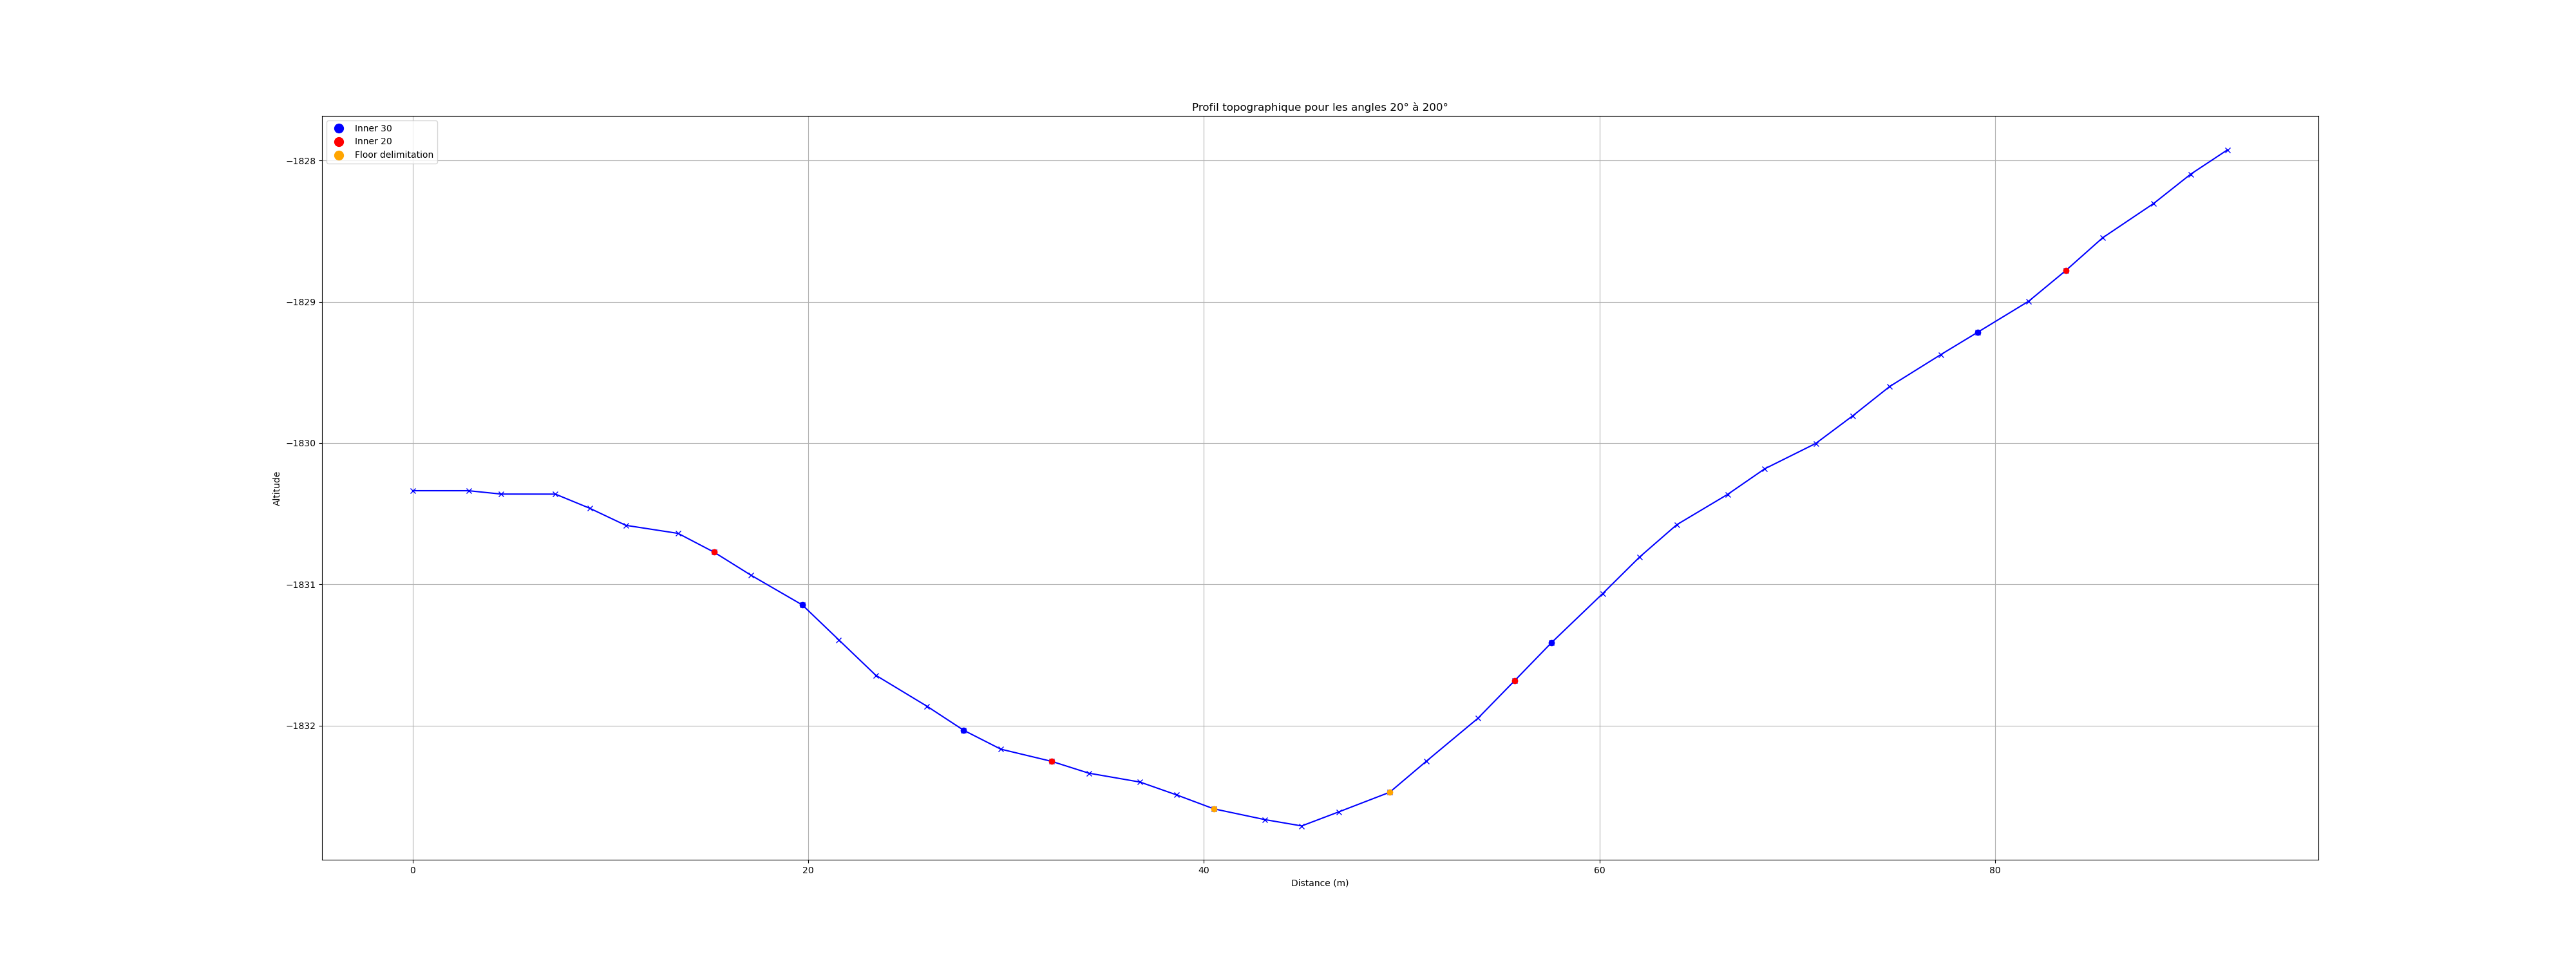 Profil topographique pour les angles 20° à 200°
Inner 30
Inner 20
Floor delimitation
−1828
−1829
−1830
−1831
−1832
Altitude
0 20 40 60 80
Distance (m)